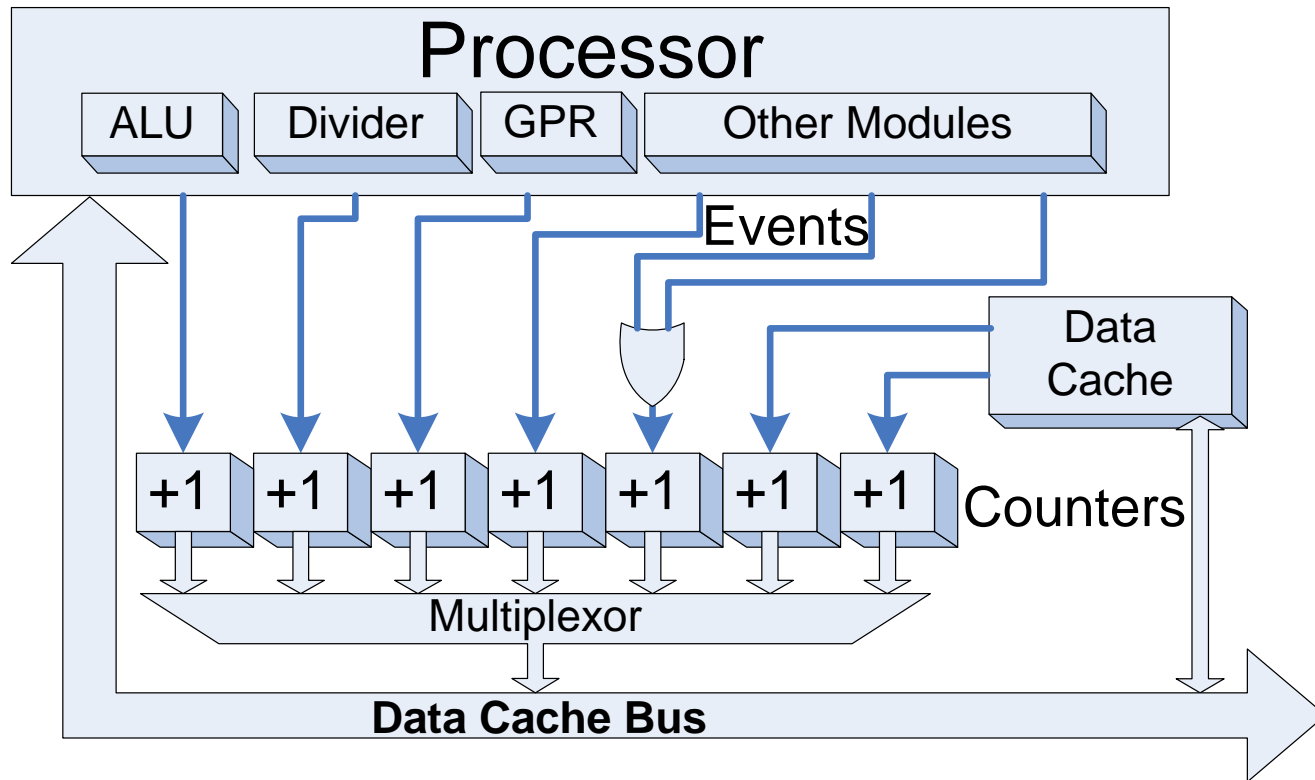 Processor
ALU
Divider
GPR
Other Modules
Events
Data
Cache
+1
+1
+1
+1
+1
+1
+1
Counters
Multiplexor
Data Cache Bus